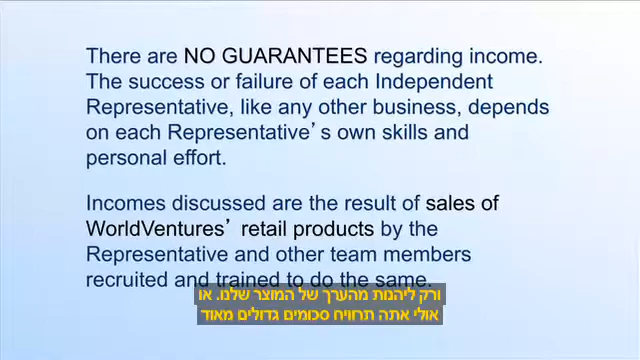 There are NO GUARANTEES regarding income.
The success or failure of each Independent
Representative, like any other business, depends
on each Representative's own skills and
personal effort.
Incomes discussed are the result of sales of
WorldVentures' retail products by the
Representative and other team members
recruited and trained to do the same.
ורק ליהנות מהערך של המוצר שלנו. או
אולי אתה תרוויח סכומים גדולים מאוד